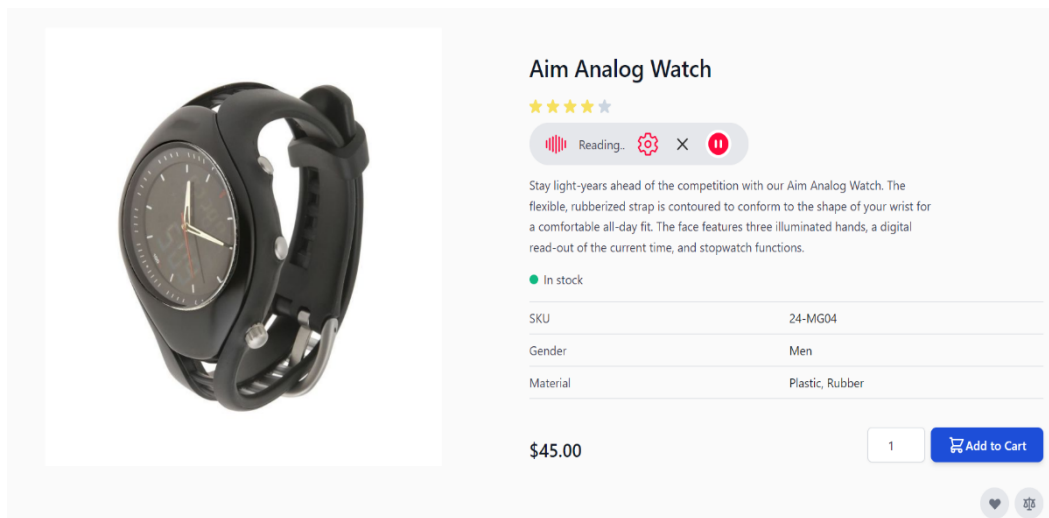 Aim Analog Watch
Reading..
Stay light-years ahead of the competition with our Aim Analog Watch. The
flexible, rubberized strap is contoured to conform to the shape of your wrist for
a comfortable all-day fit. The face features three illuminated hands, a digital
read-out of the current time, and stopwatch functions.
In stock
SKU 24-MG04
Gender Men
Material Plastic, Rubber
$45.00 1 Add to Cart